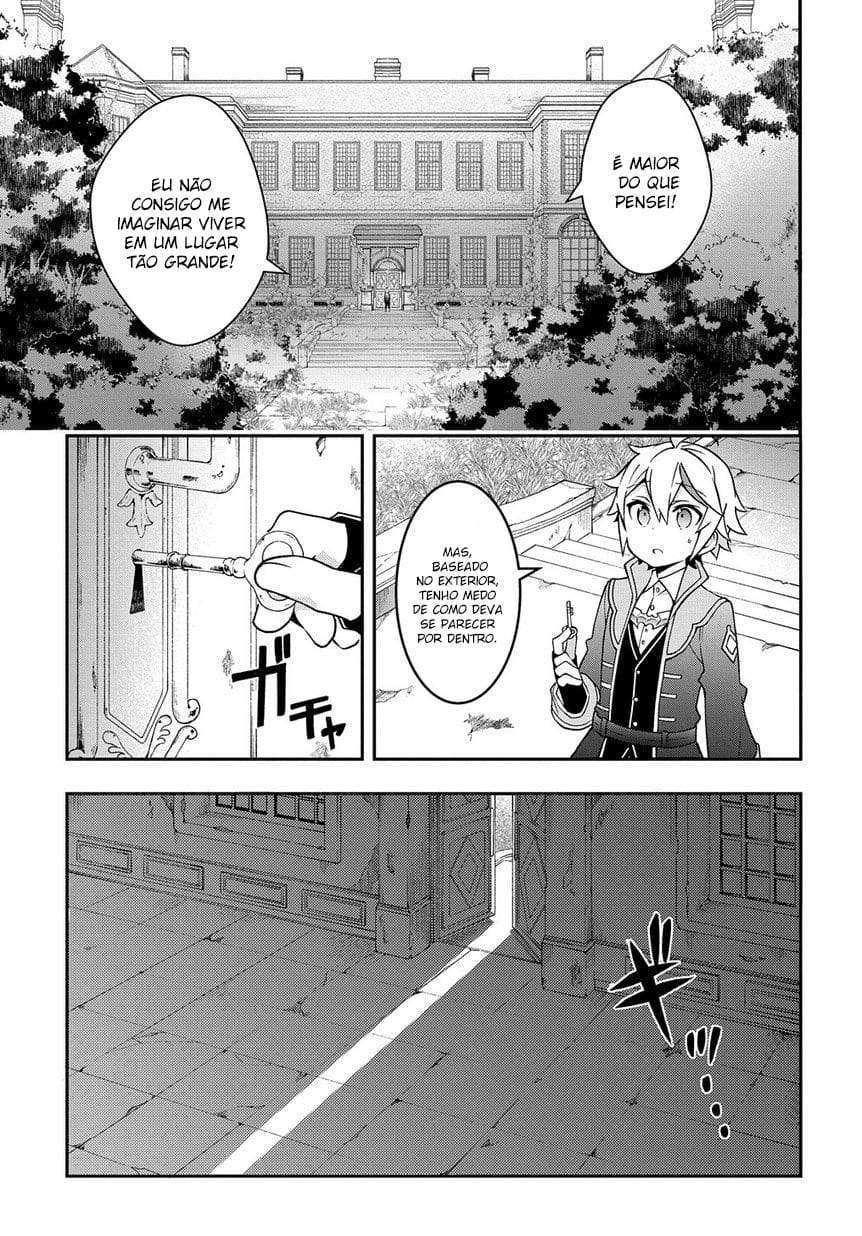 É MAIOR
DO QUE
PENSEI!
EU NÃO
CONSIGO ME
IMAGINAR VIVER
EM UM LUGAR
TÃO GRANDE!
MAS,
BASEADO
NO EXTERIOR,
TENHO MEDO
DE COMO DEVA
SE PARECER
POR DENTRO.
ガチャ
ギ...